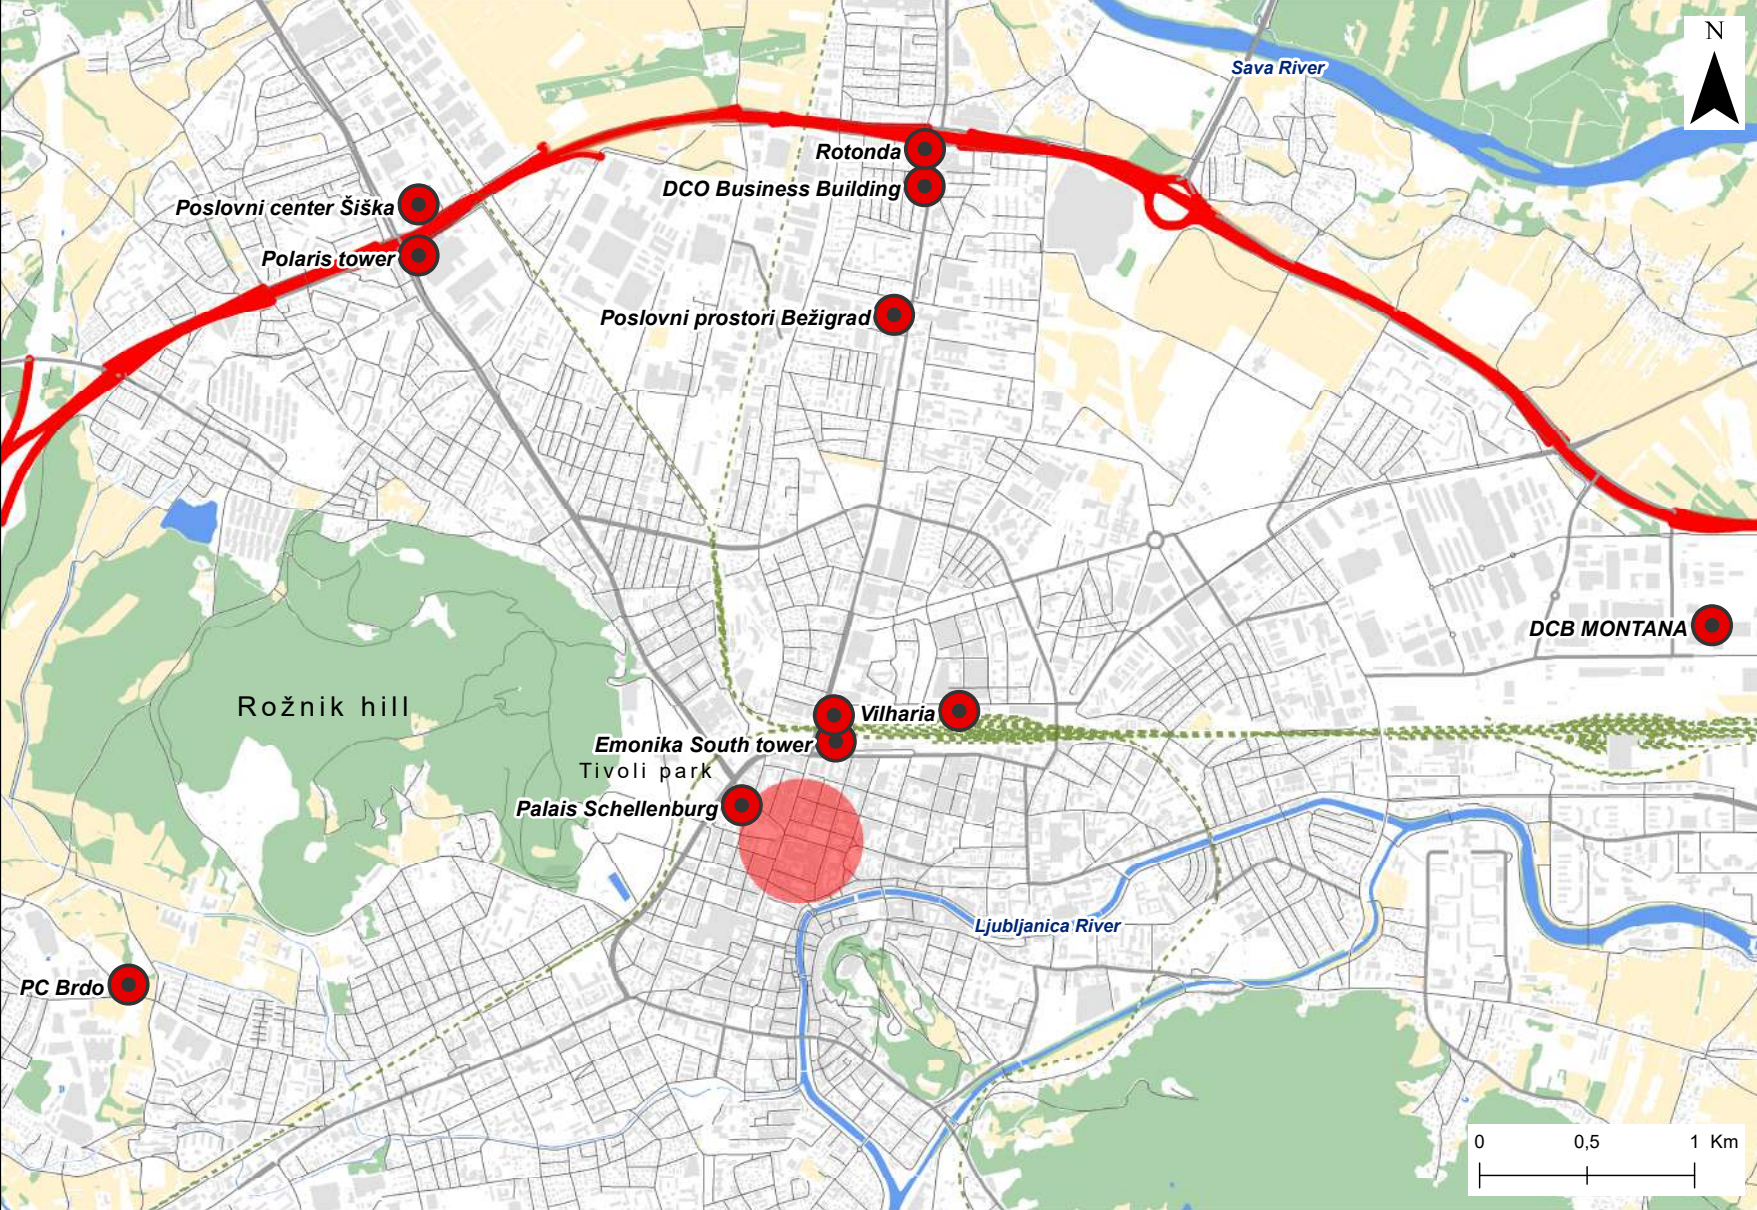 N
Sava River
Rotonda
DCO Business Building
Poslovni center Šiška
Polaris tower
Poslovni prostori Bežigrad
DCB MONTANA
Rožnik hill
Vilharia
Emonika South tower
Tivoli park
Palais Schellenburg
Ljubljanica River
PC Brdo
0 0,5 1 Km